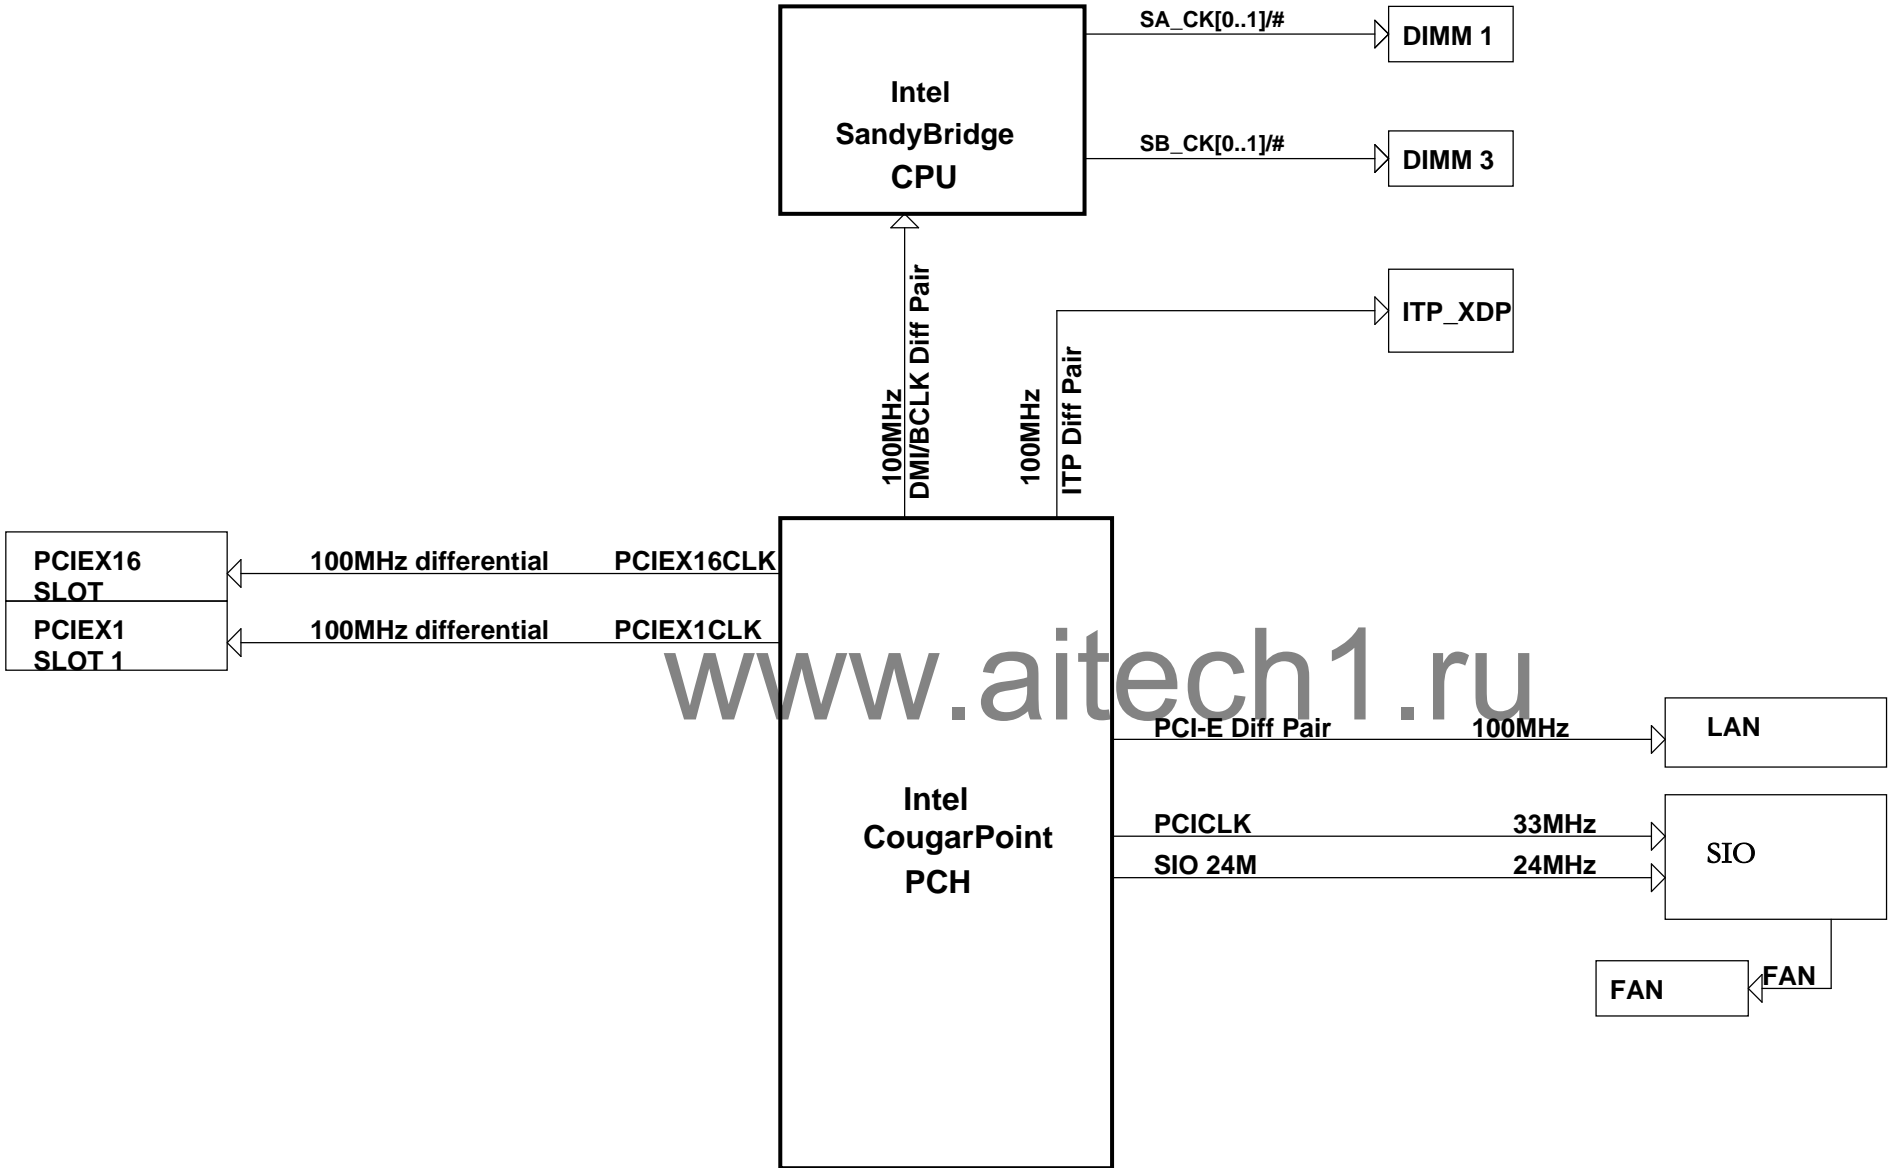 SA_CK[0..1]/#
DIMM 1
Intel
SandyBridge
CPU
SB_CK[0..1]/#
DIMM 3
100MHz
DMI/BCLK Diff Pair
100MHz
ITP Diff Pair
ITP_XDP
PCIEX16
SLOT
100MHz differential
PCIEX16CLK
PCIEX1
SLOT 1
100MHz differential
PCIEX1CLK
www.aitech1.ru
PCI-E Diff Pair
100MHz
LAN
Intel
CougarPoint
PCH
PCICLK
33MHz
SIO 24M
24MHz
SIO
FAN
FAN